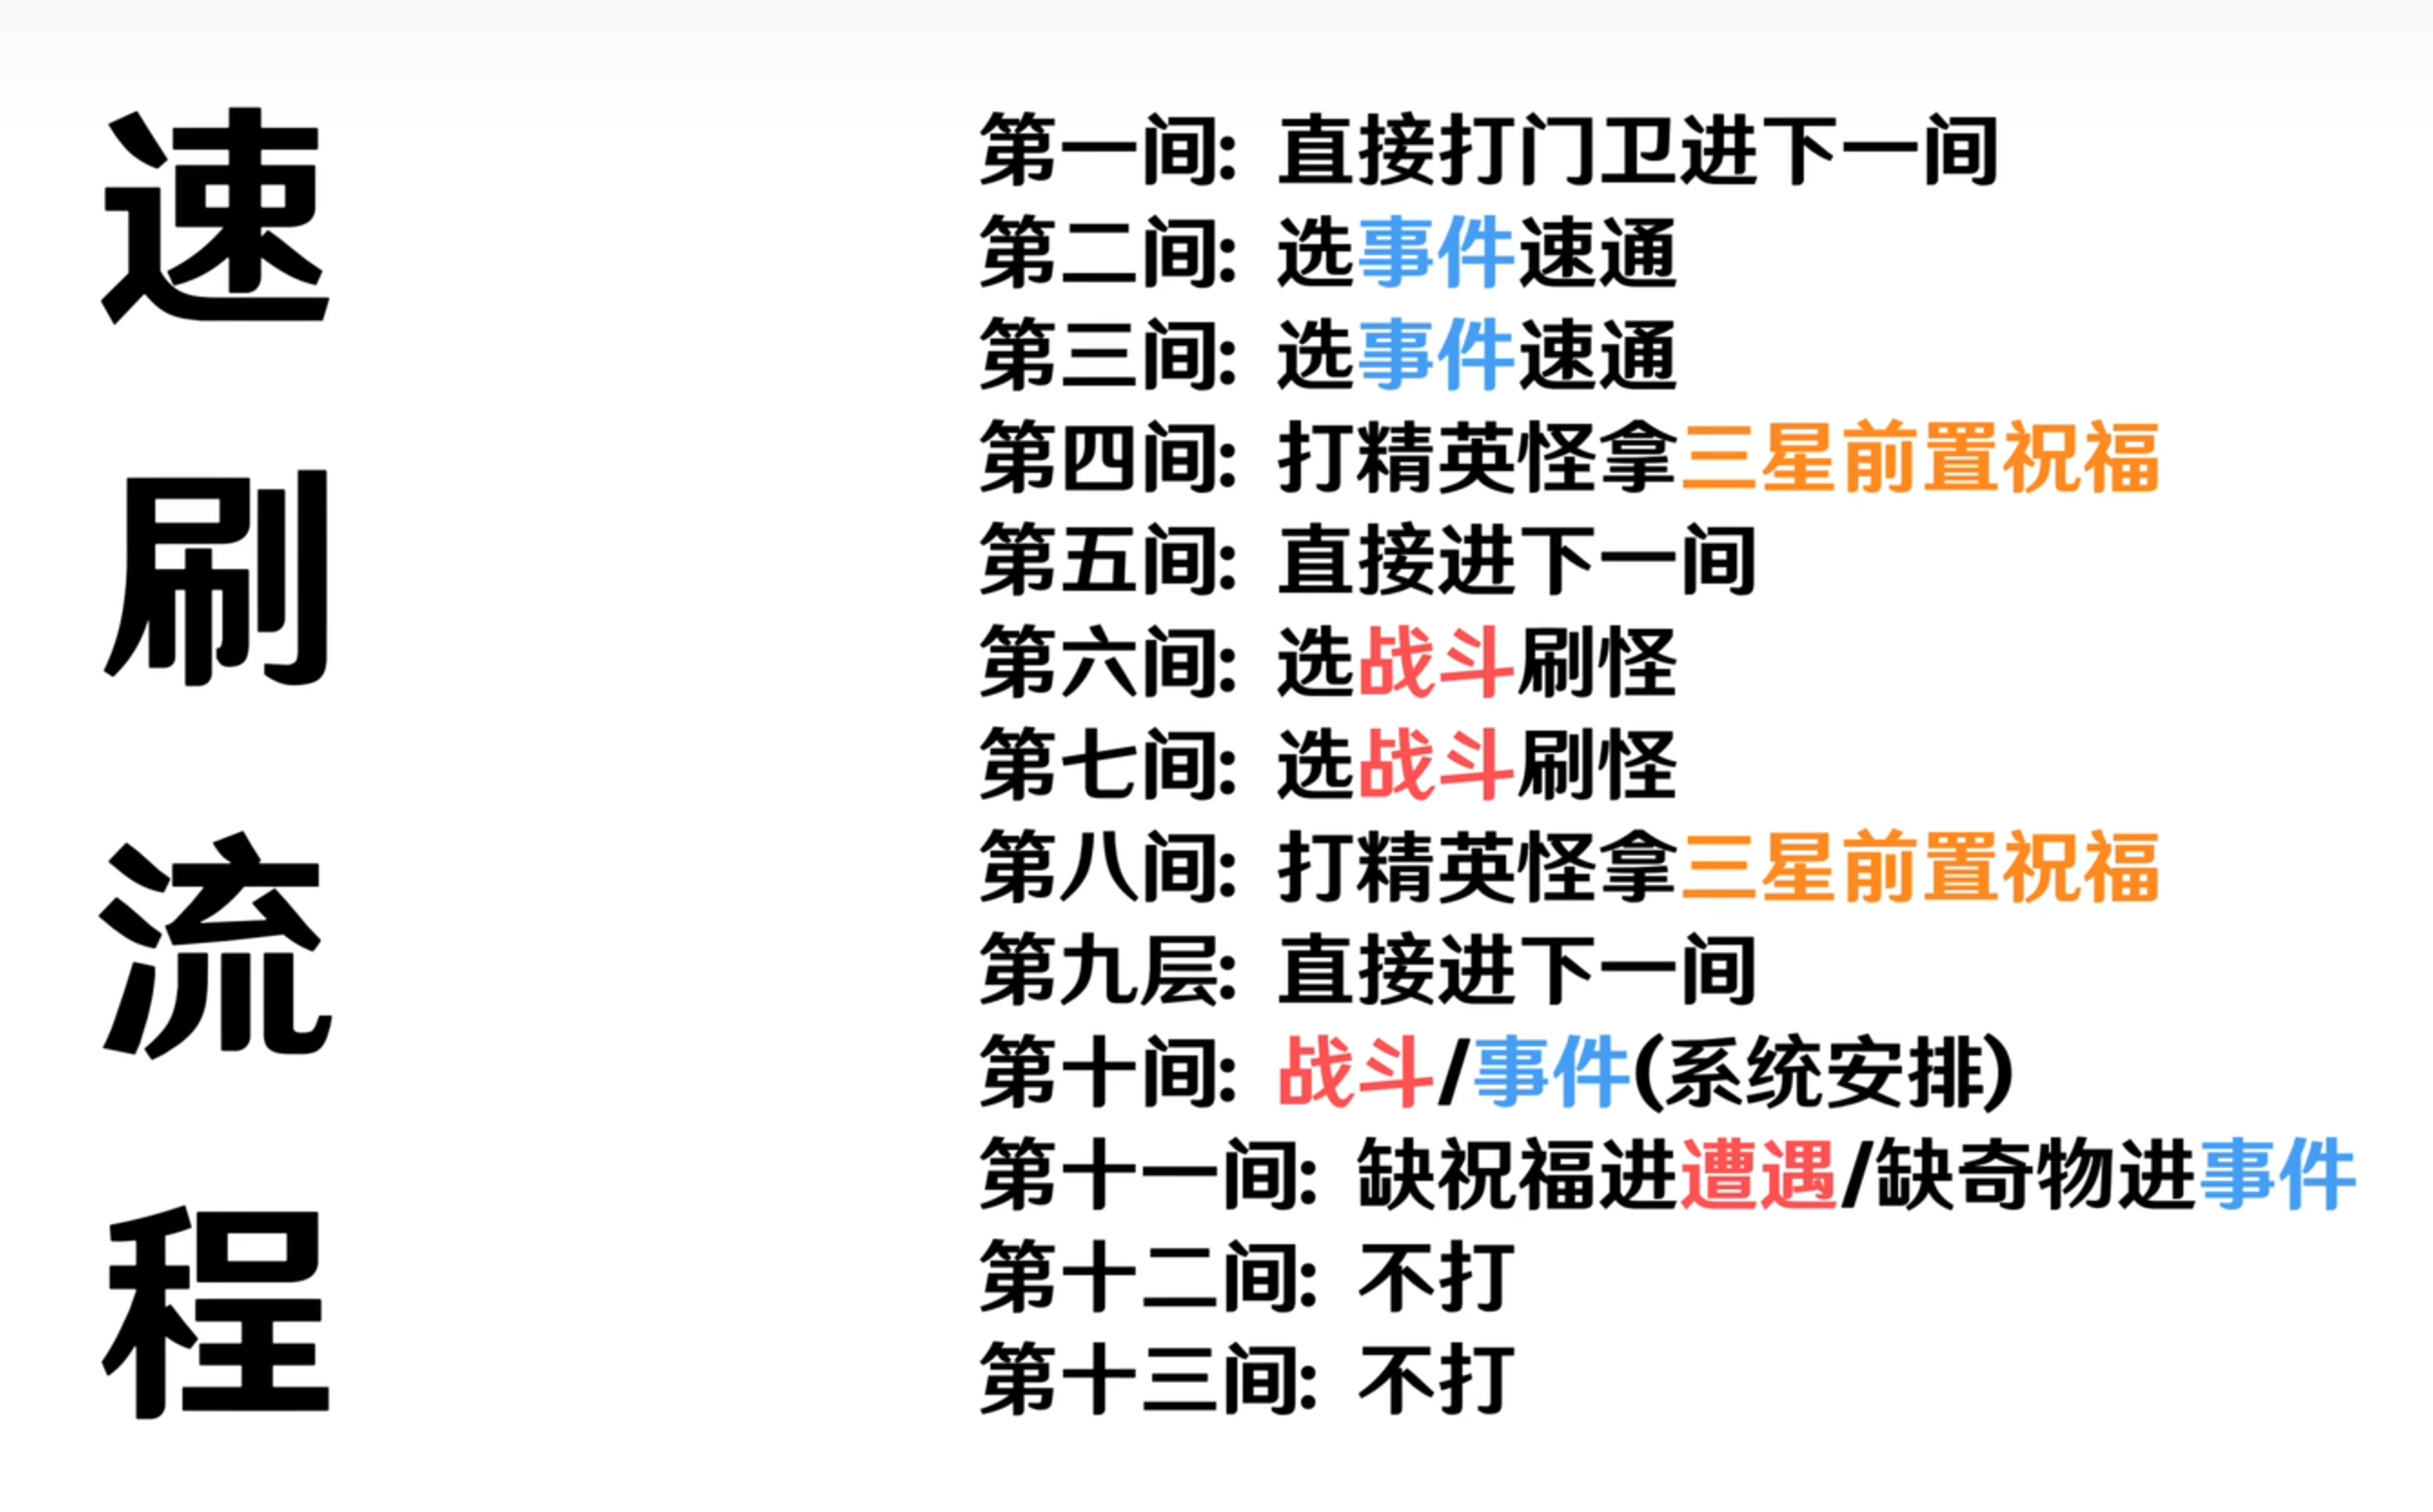 速刷流程
第一间：直接打门卫进下一间
第二间：选事件速通
第三间：选事件速通
第四间：打精英怪拿三星前置祝福
第五间：直接进下一间
第六间：选战斗刷怪
第七间：选战斗刷怪
第八间：打精英怪拿三星前置祝福
第九层：直接进下一间
第十间：战斗/事件(系统安排)
第十一间：缺祝福进遭遇/缺奇物进事件
第十二间：不打
第十三间：不打